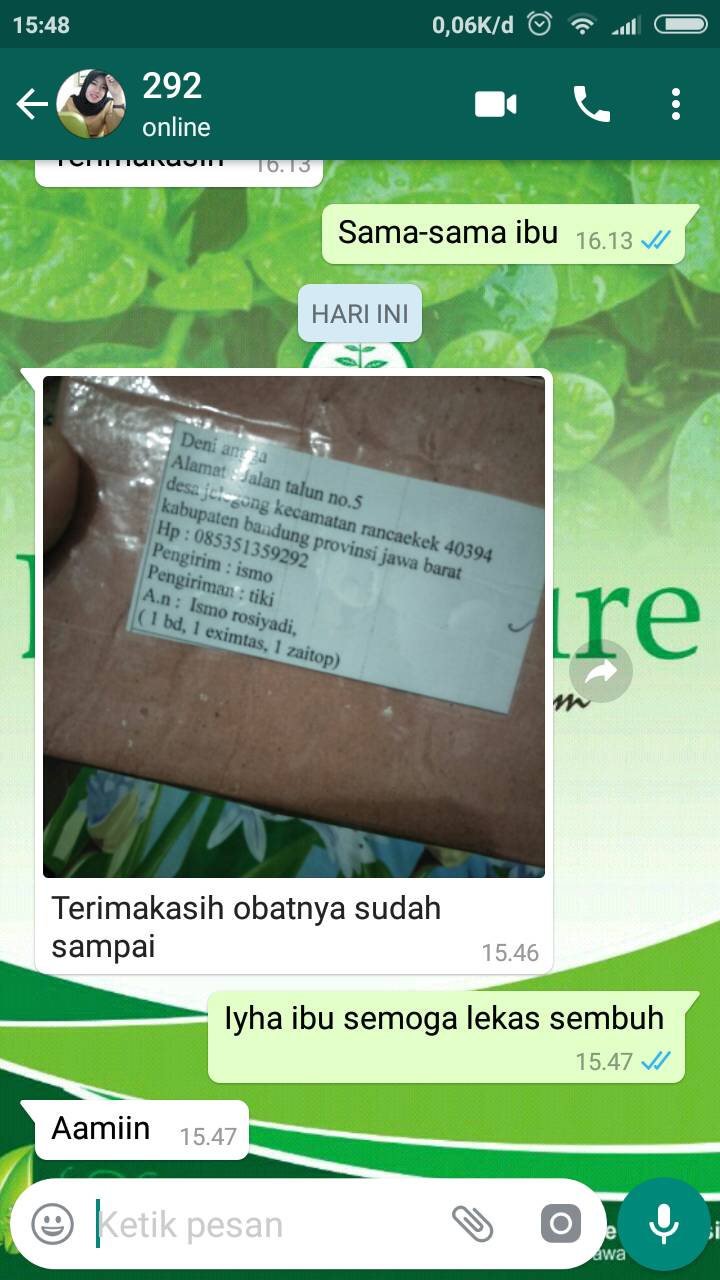 15:48
0,06K/d
292
online
Terimakasih 16.13
Sama-sama ibu 16.13
HARI INI
Deni angga
Alamat : Jalan talun no.5
desa jelegong kecamatan rancaekek 40394
kabupaten bandung provinsi jawa barat
Hp : 085351359292
Pengirim : ismo
Pengiriman : tiki
A.n : Ismo rosiyadi,
( 1 bd, 1 eximtas, 1 zaitop)
ure
m
Terimakasih obatnya sudah
sampai 15.46
Iyha ibu semoga lekas sembuh
15.47
Aamiin 15.47
Ketik pesan